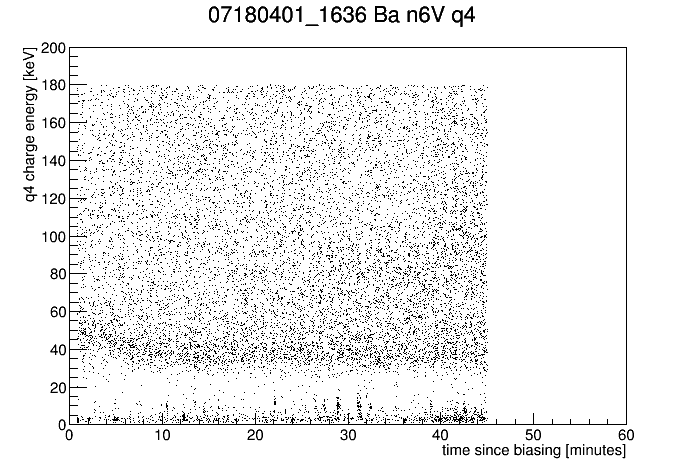 07180401_1636 Ba n6V q4
q4 charge energy [keV]
200
180
160
140
120
100
80
60
40
20
0
0 10 20 30 40 50 60
time since biasing [minutes]